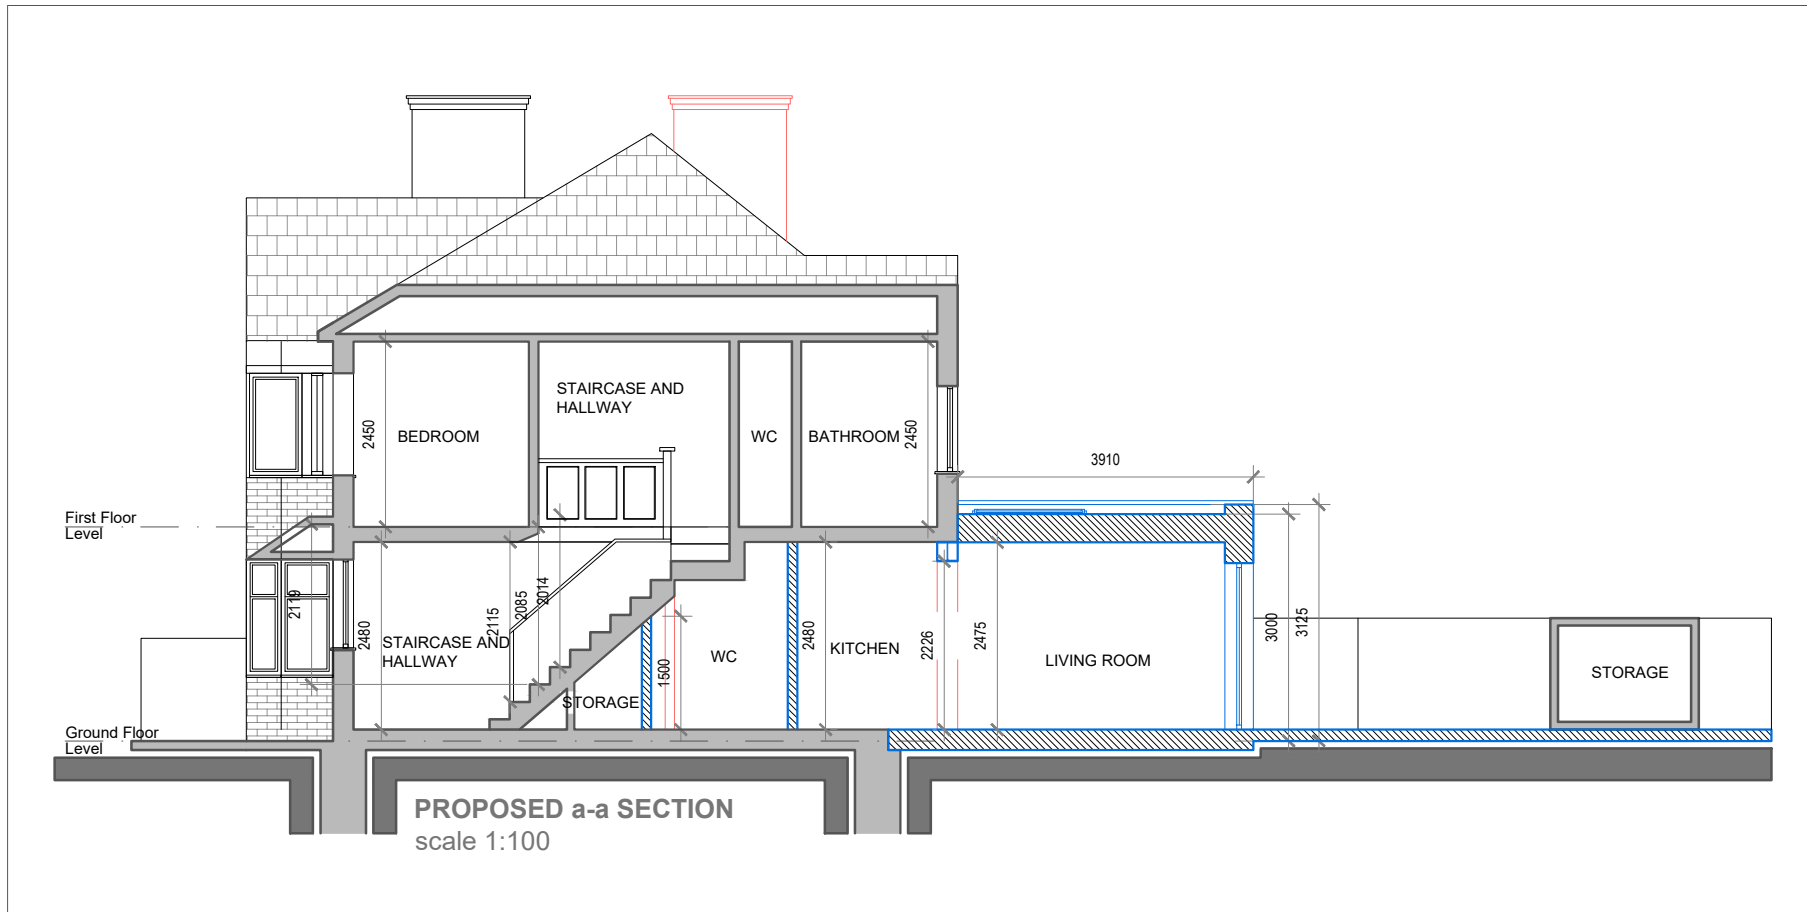 STAIRCASE AND
HALLWAY
BEDROOM
2450
WC
BATHROOM
2450
3910
First Floor
Level
2119
2480
STAIRCASE AND
HALLWAY
2115
2085
2014
STORAGE
1500
WC
2480
KITCHEN
2226
2475
LIVING ROOM
3000
3125
STORAGE
Ground Floor
Level
PROPOSED a-a SECTION
scale 1:100